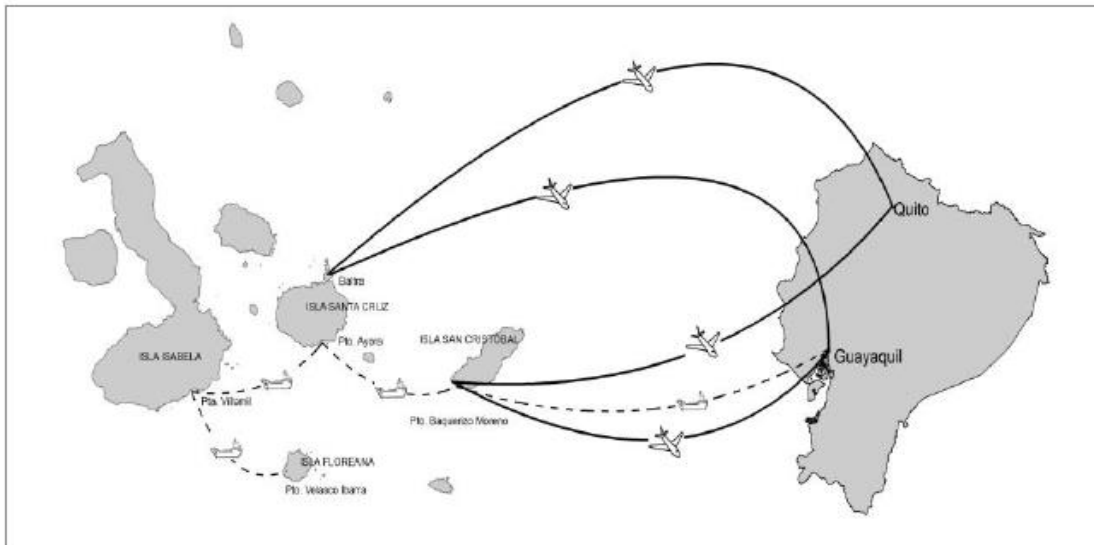 Quito
Baltra
ISLA SANTA CRUZ
Pto. Ayora
ISLA SAN CRISTÓBAL
Guayaquil
ISLA ISABELA
Pto. Villamil
Pto. Baquerizo Moreno
ISLA FLOREANA
Pto. Velasco Ibarra